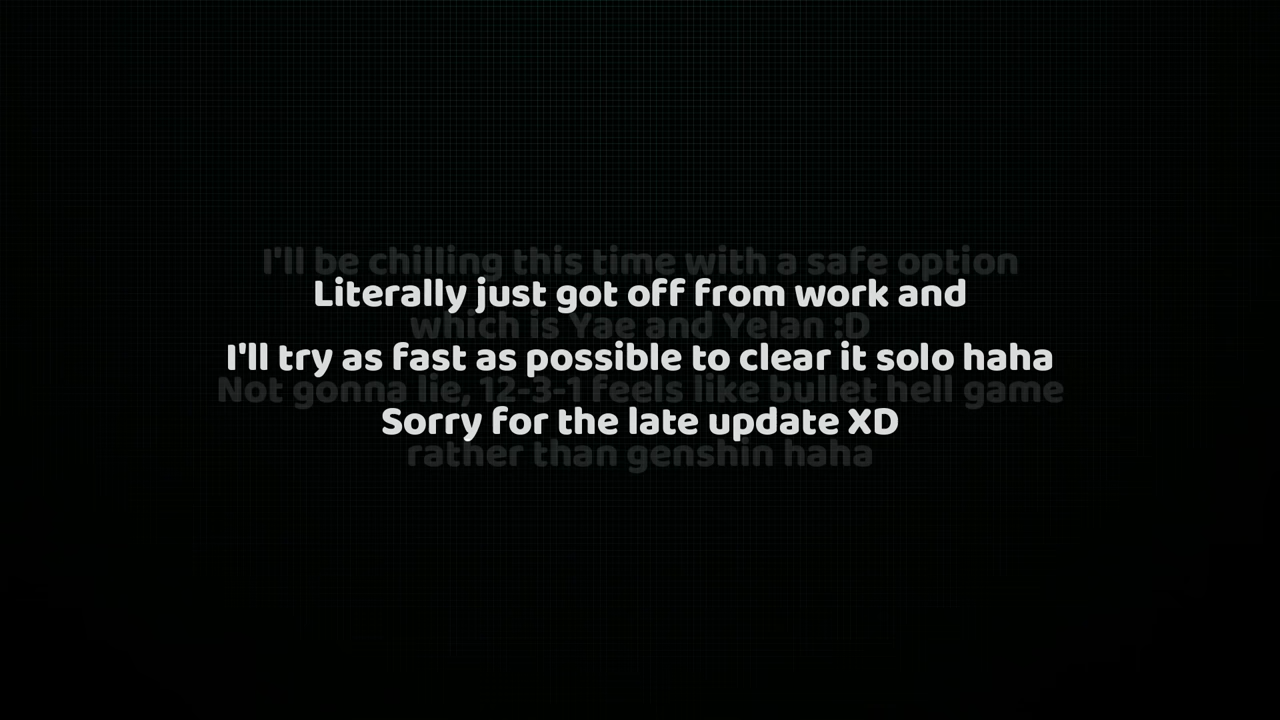 I'll be chilling this time with a safe option
Literally just got off from work and
which is Yae and Yelan :D
I'll try as fast as possible to clear it solo haha
Not gonna lie, 12-3-1 feels like bullet hell game
Sorry for the late update XD
rather than genshin haha